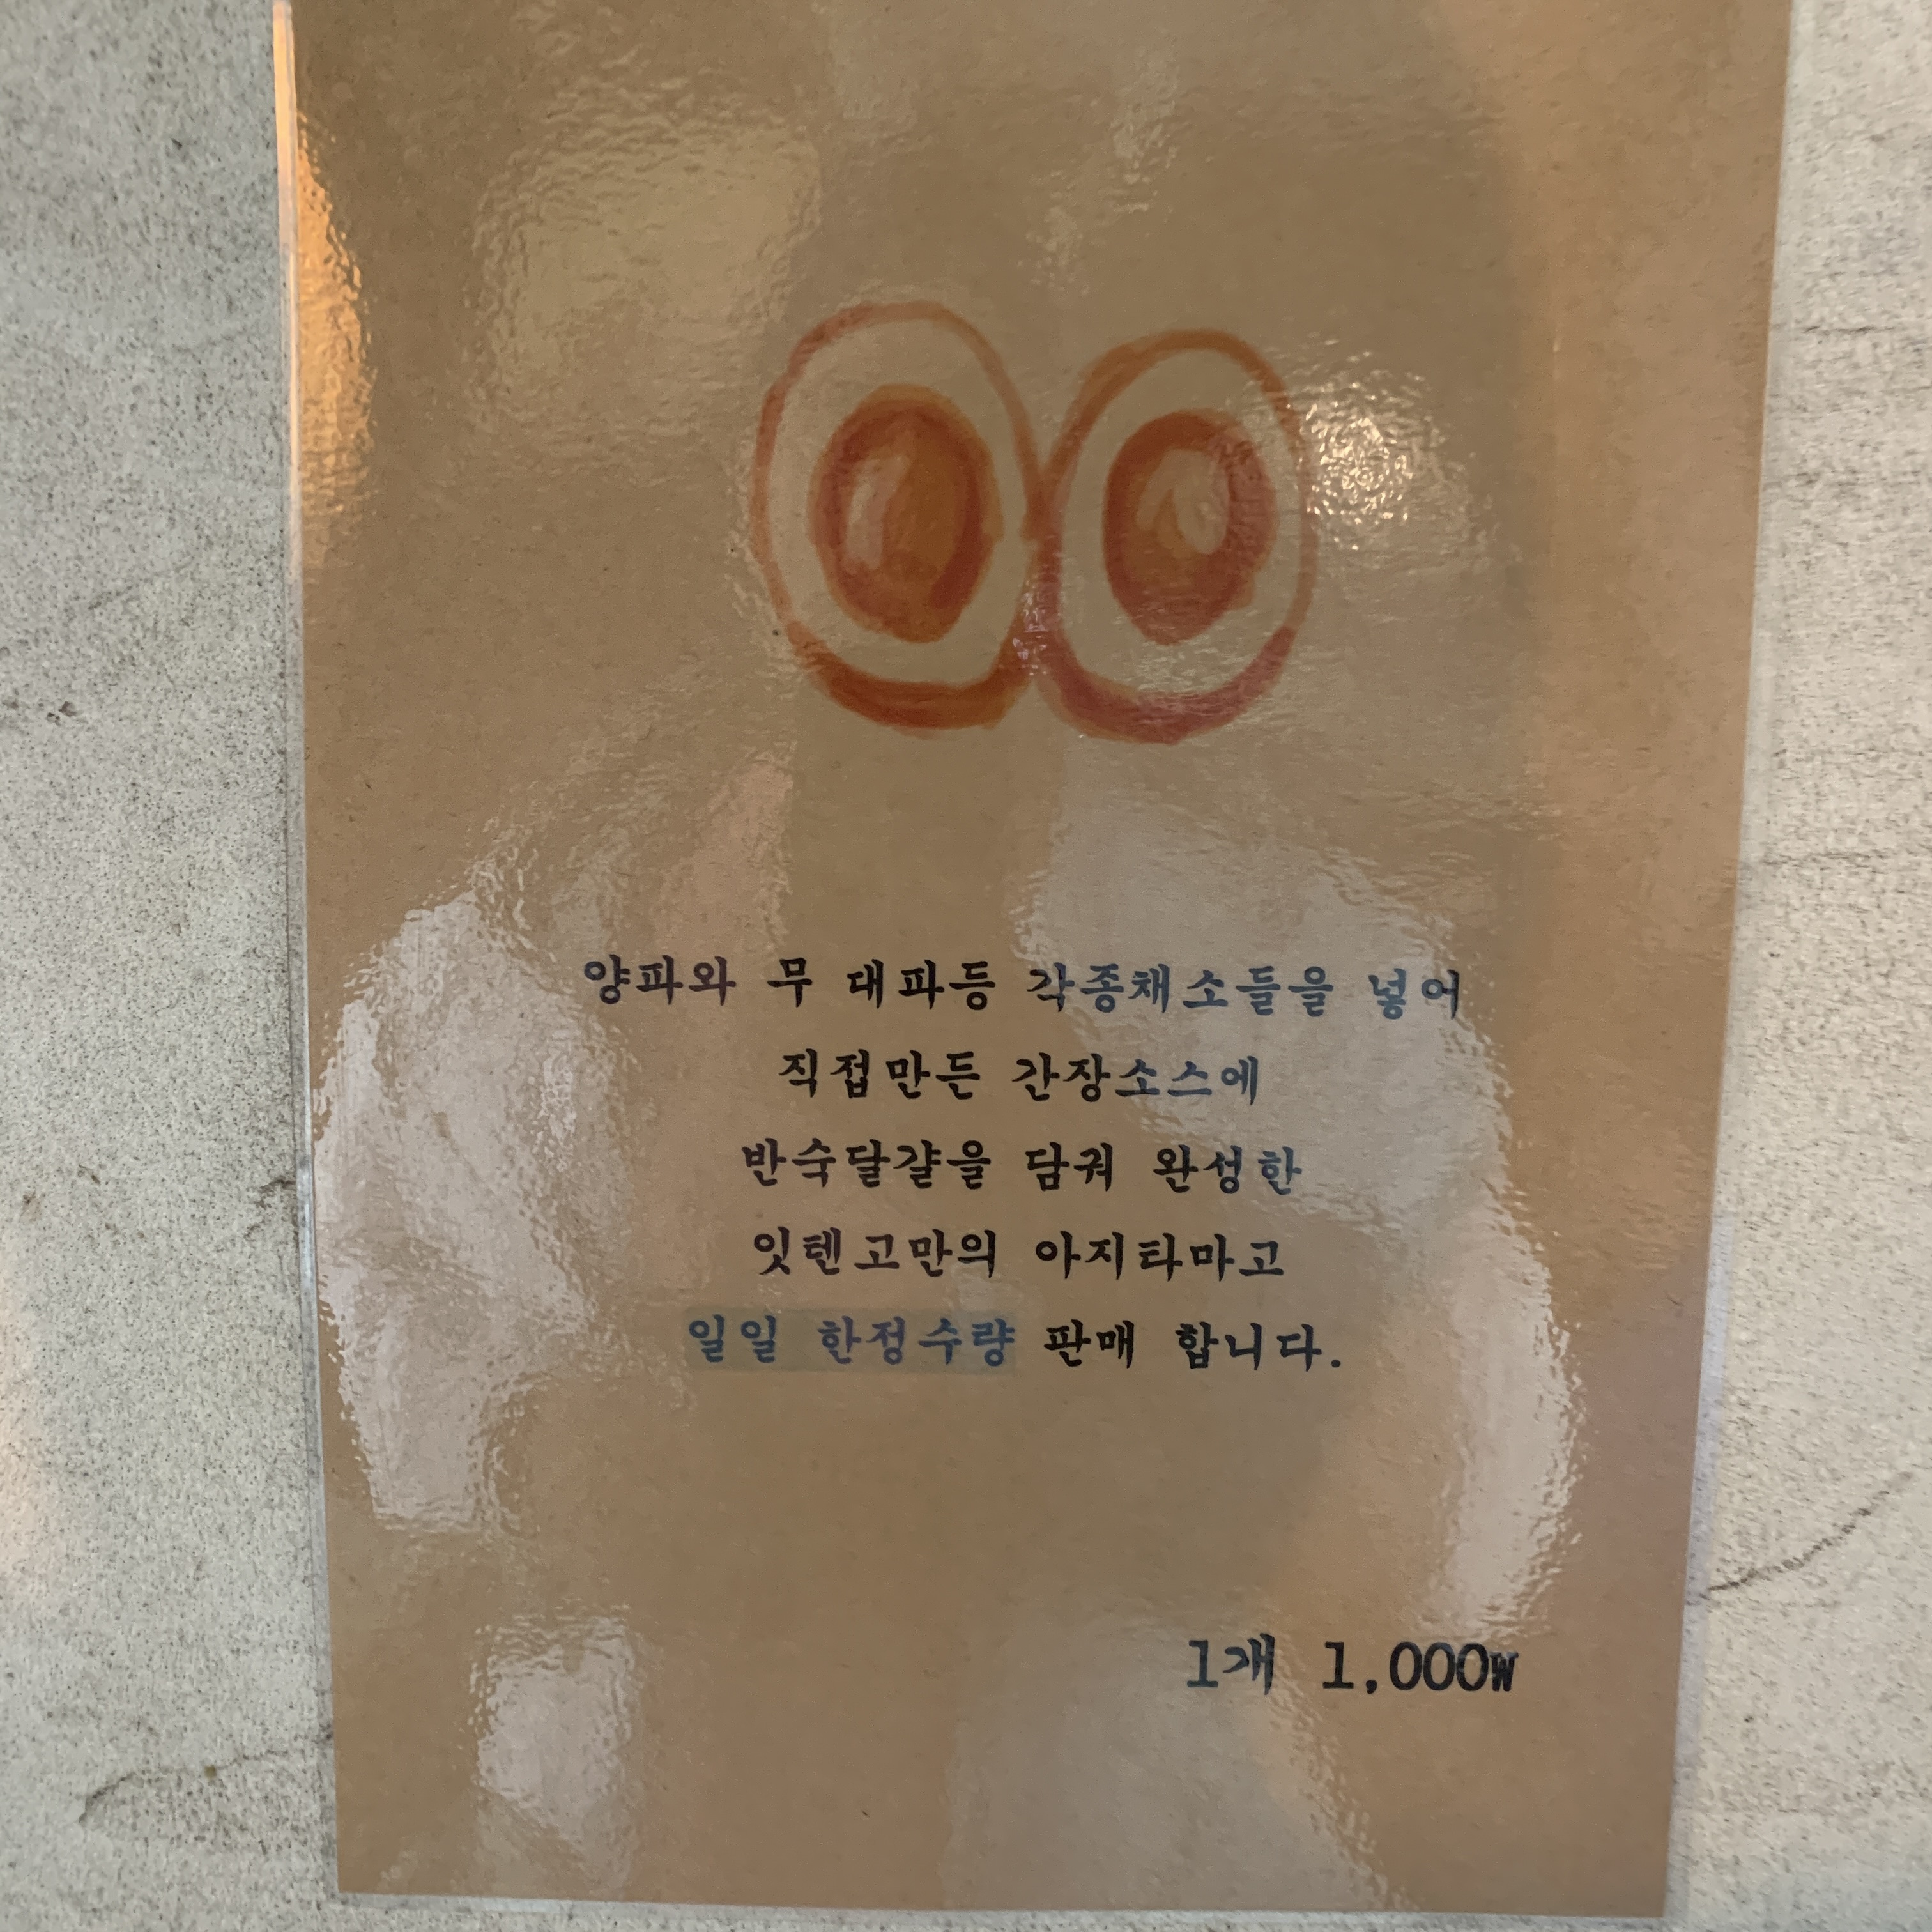 양파와 무 대파등 각종채소들을 넣어
직접만든 간장소스에
반숙달걀을 담궈 완성한
잇텐고만의 아지타마고
일일 한정수량 판매 합니다.
1개 1,000w